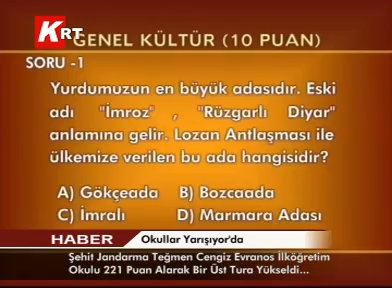 KRT
GENEL KÜLTÜR (10 PUAN)
SORU -1
Yurdumuzun en büyük adasıdır. Eski
adı "İmroz" , "Rüzgarlı Diyar"
anlamına gelir. Lozan Antlaşması ile
ülkemize verilen bu ada hangisidir?
A) Gökçeada B) Bozcaada
C) İmralı D) Marmara Adası
HABER Okullar Yarışıyor'da
Şehit Jandarma Teğmen Cengiz Evranos İlköğretim
Okulu 221 Puan Alarak Bir Üst Tura Yükseldi...